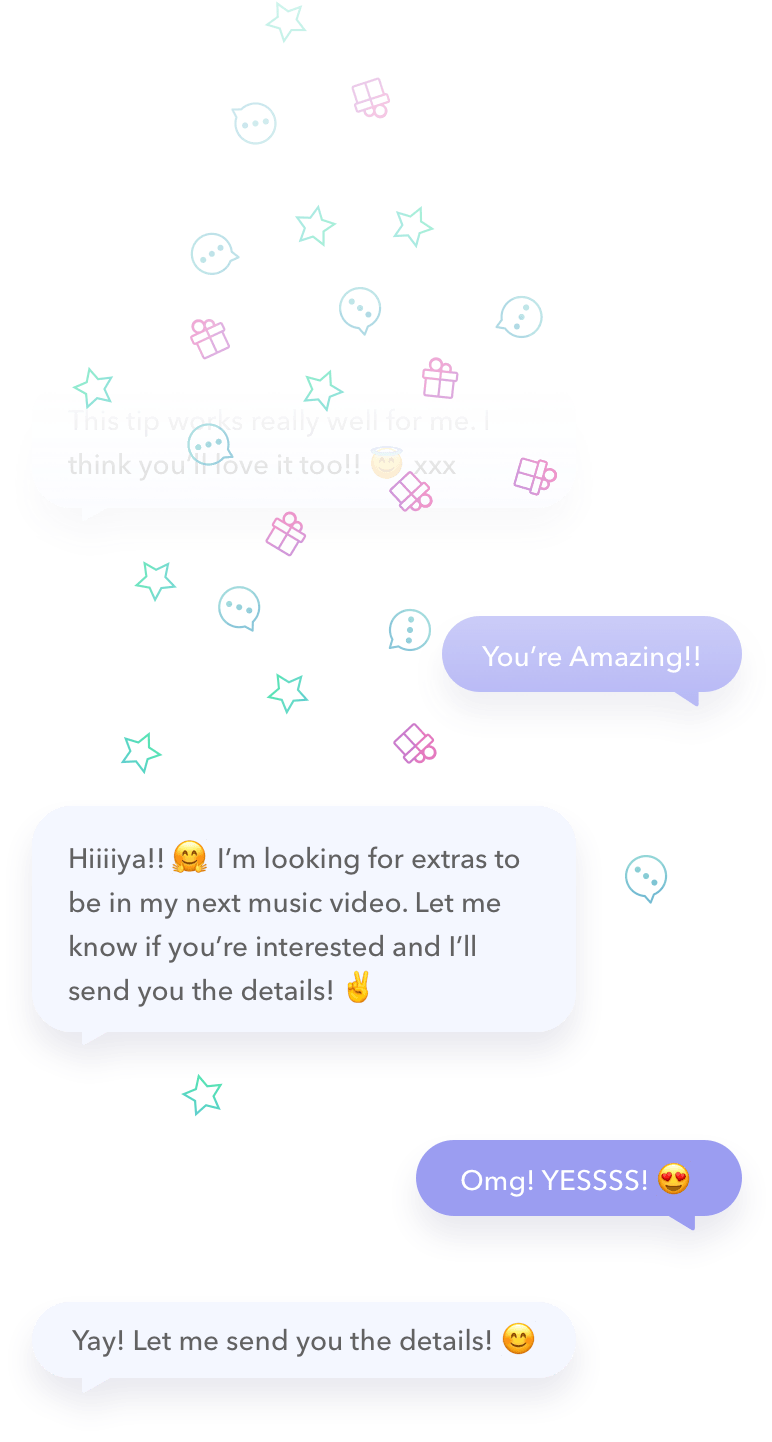 This tip works really well for me. I
think you’ll love it too!! 😇 xxx
You’re Amazing!!
Hiiiiya!! 🤗 I’m looking for extras to
be in my next music video. Let me
know if you’re interested and I’ll
send you the details! ✌️
Omg! YESSSS! 😍
Yay! Let me send you the details! 😊